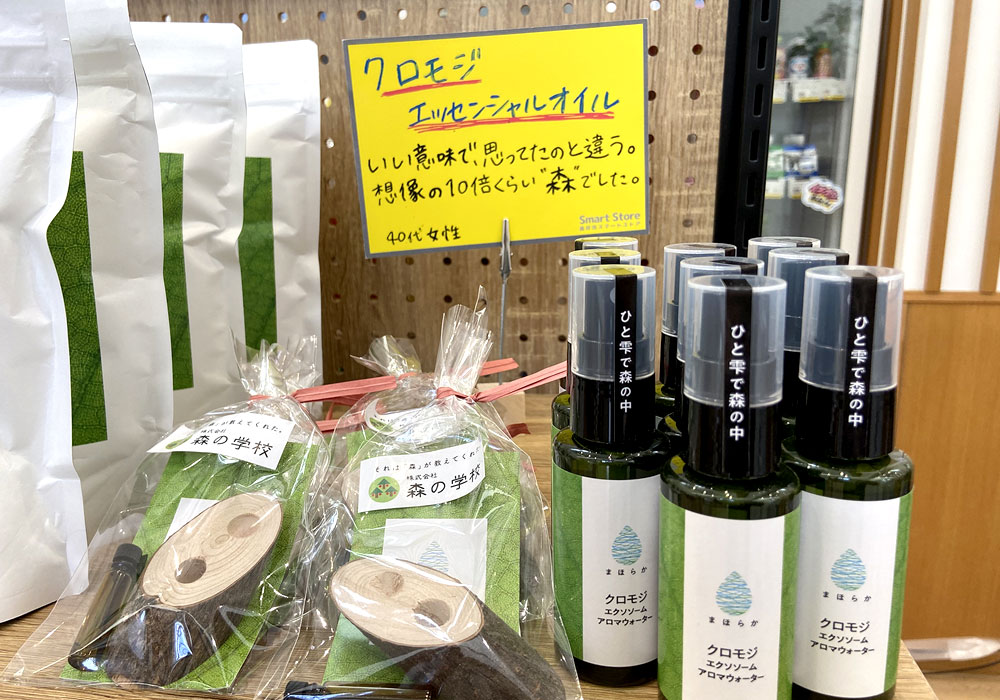 クロモジ
エッセンシャルオイル
いい意味で、思ってたのと違う。
想像の10倍くらい"森"でした。
40代女性
Smart Store
が教えてくれた。
株式会社
森の学校
それは「森」が教えてくれた
株式会社
森の学校
ひと雫で森の中
まほらか
クロモジ
エクソソーム
アロマウォーター
ひと雫で森の中
まほらか
クロモジ
エクソソーム
アロマウォーター
ひと雫で森の中
まほらか
クロモジ
エクソソーム
アロマウォーター